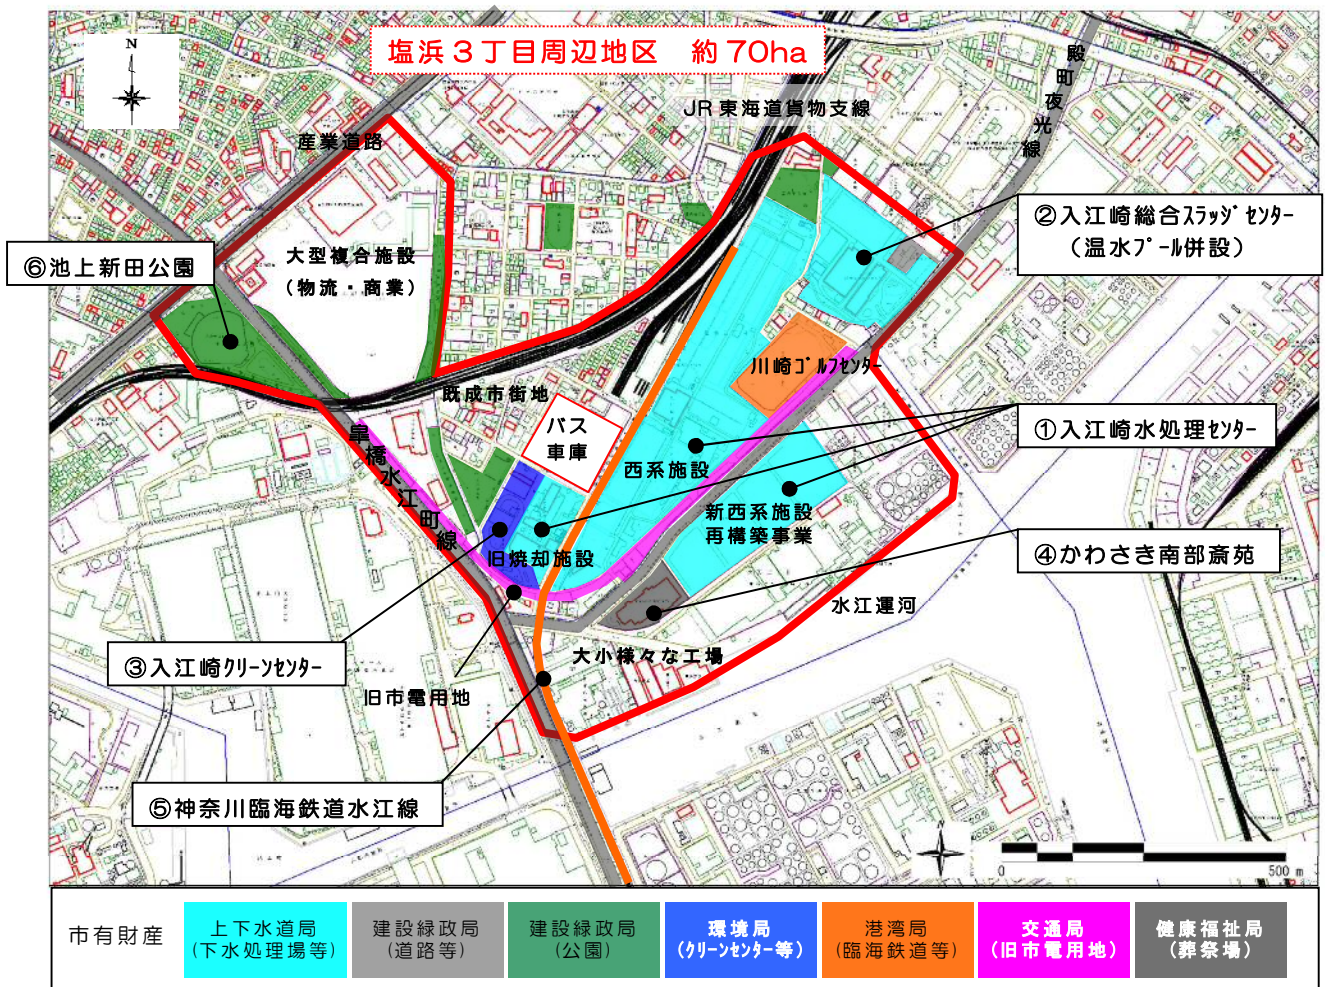 塩浜３丁目周辺地区　約70ha
N
JR東海道貨物支線
殿町夜光線
産業道路
②入江崎総合ｽﾗｯｼﾞｾﾝﾀｰ
（温水ﾌﾟｰﾙ併設）
⑥池上新田公園
大型複合施設
（物流・商業）
川崎ｺﾞﾙﾌｾﾝﾀｰ
既成市街地
バス
車庫
①入江崎水処理ｾﾝﾀｰ
皐橋水江町線
西系施設
新西系施設
再構築事業
旧焼却施設
④かわさき南部斎苑
水江運河
③入江崎ｸﾘｰﾝｾﾝﾀｰ
大小様々な工場
旧市電用地
⑤神奈川臨海鉄道水江線
N
0
500 m
市有財産
上下水道局
（下水処理場等）
建設緑政局
（道路等）
建設緑政局
（公園）
環境局
（ｸﾘｰﾝｾﾝﾀｰ等）
港湾局
（臨海鉄道等）
交通局
（旧市電用地）
健康福祉局
（葬祭場）